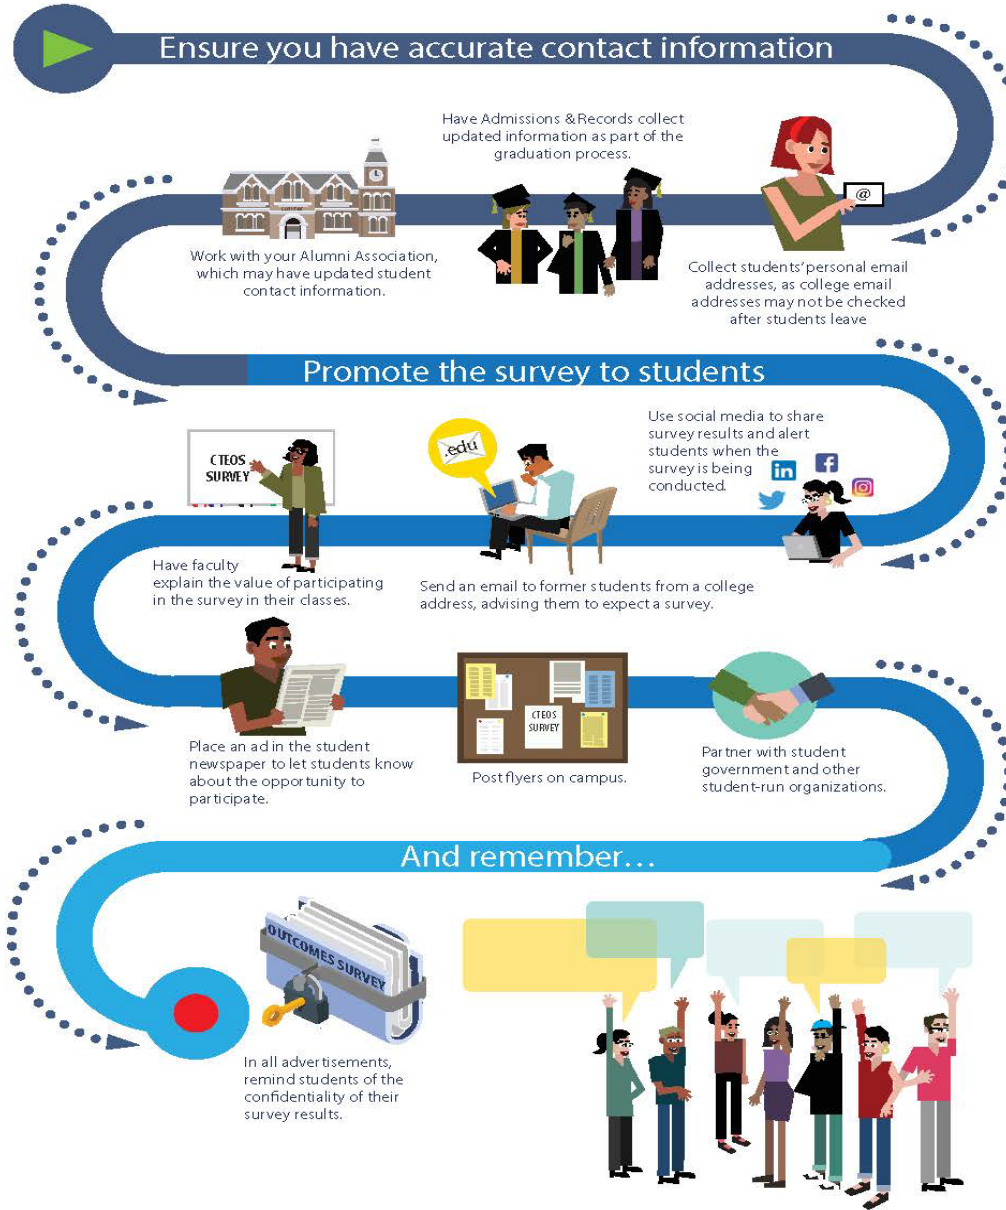 Ensure you have accurate contact information
Have Admissions & Records collect
updated information as part of the
graduation process.
@
Work with your Alumni Association,
which may have updated student
contact information.
Collect students' personal email
addresses, as college email
addresses may not be checked
after students leave
Promote the survey to students
Use social media to share
survey results and alert
students when the
survey is being
conducted.
.edu
CTEOS
SURVEY
in
f
Have faculty
explain the value of participating
in the survey in their classes.
Send an email to former students from a college
address, advising them to expect a survey.
CTEOS
SURVEY
Place an ad in the student
newspaper to let students know
about the opportunity to
participate.
Post flyers on campus.
Partner with student
government and other
student-run organizations.
And remember...
OUTCOMES SURVEY
In all advertisements,
remind students of the
confidentiality of their
survey results.